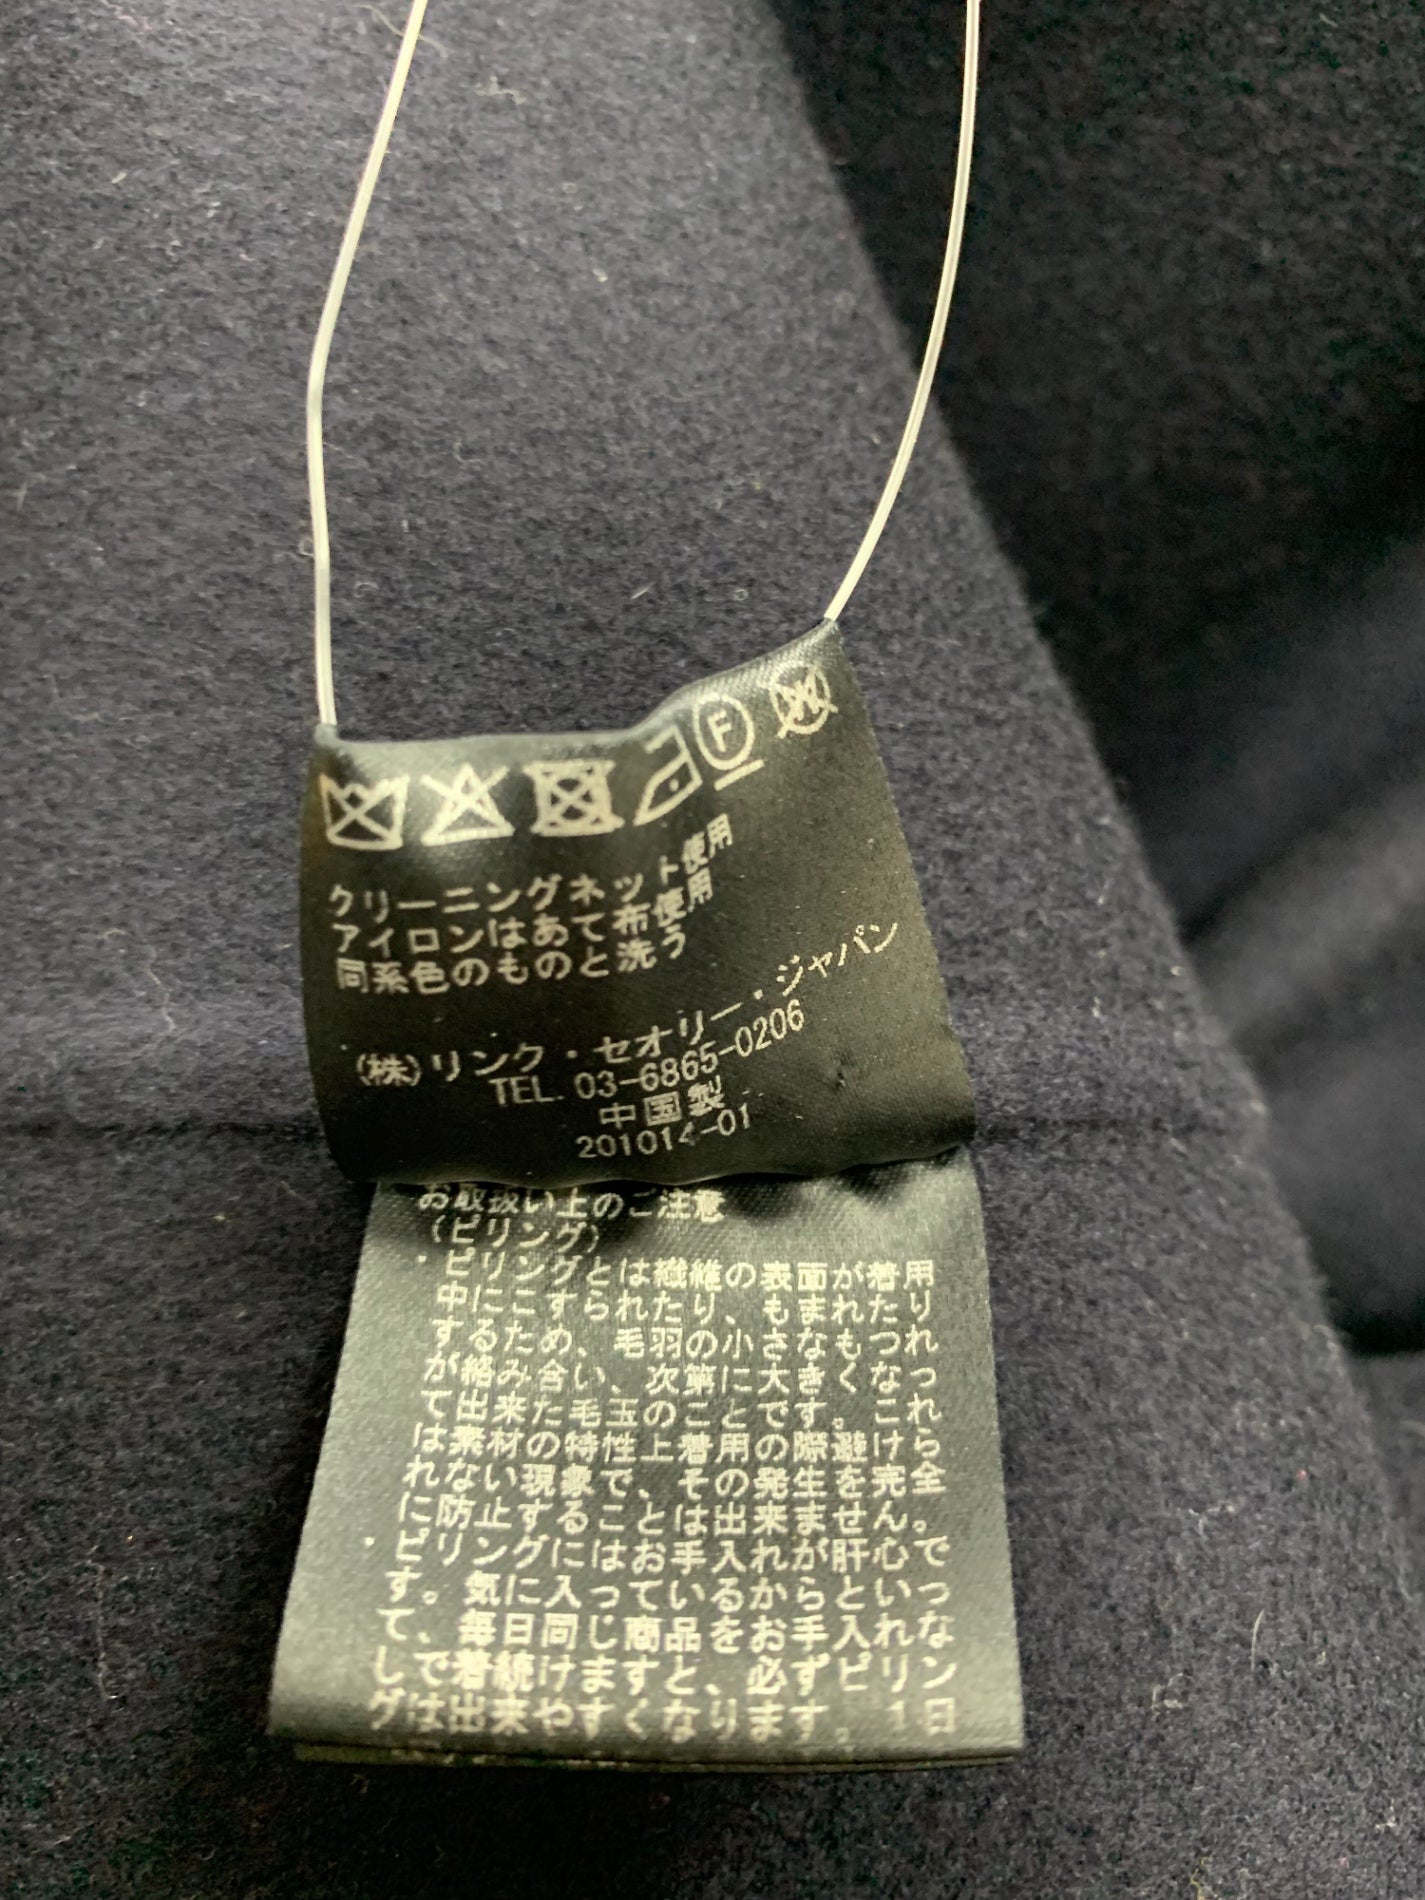 F
W
クリーニングネット使用
アイロンはあて布使用
同系色のものと洗う
(株)リンク・セオリー・ジャパン
TEL. 03-6865-0206
中国製
201014-01
お取扱い上のご注意
(ピリング)
・ピリングとは繊維の表面が着用
中にこすられたり、もまれたり
するため、毛羽の小さなもつれ
が絡み合い、次第に大きくなっ
て出来た毛玉のことです。これ
は素材の特性上着用の際避けら
れない現象で、その発生を完全
に防止することは出来ません。
・ピリングにはお手入れが肝心で
す。気に入っているからといっ
て、毎日同じ商品をお手入れな
しで着続けますと、必ずピリン
グは出来やすくなります。1日